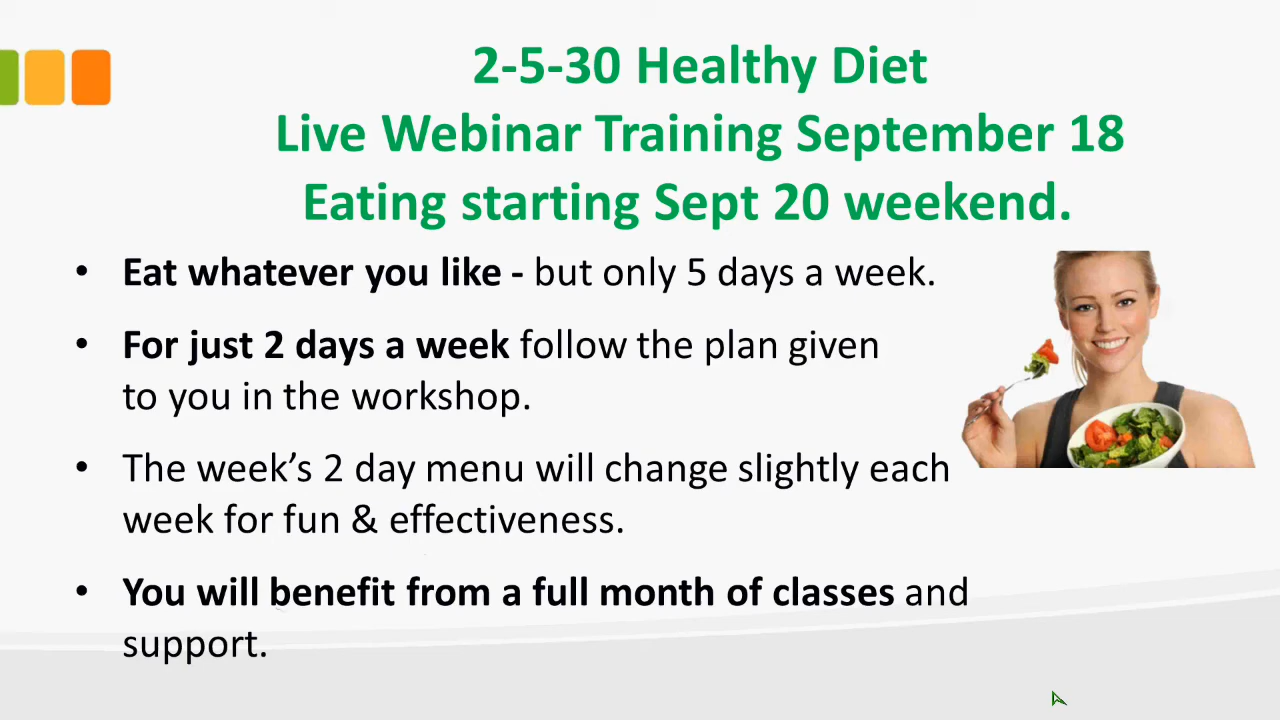 2-5-30 Healthy Diet
Live Webinar Training September 18
Eating starting Sept 20 weekend.
• Eat whatever you like - but only 5 days a week.
• For just 2 days a week follow the plan given
to you in the workshop.
• The week’s 2 day menu will change slightly each
week for fun & effectiveness.
• You will benefit from a full month of classes and
support.